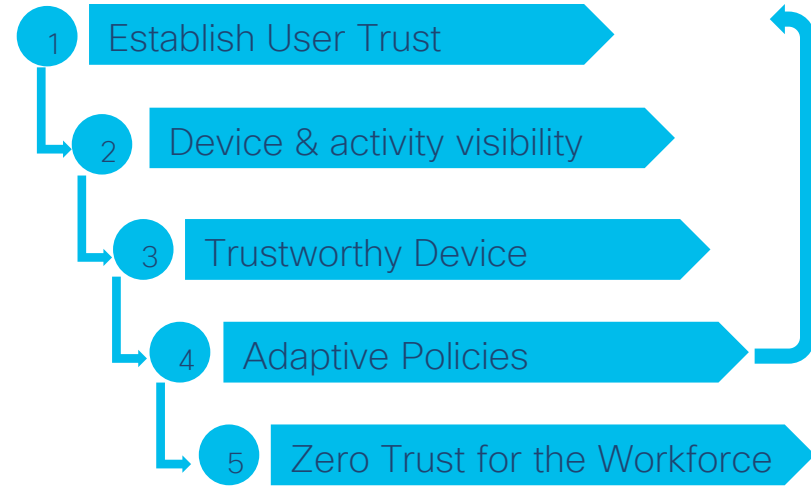 1 Establish User Trust
2 Device & activity visibility
3 Trustworthy Device
4 Adaptive Policies
5 Zero Trust for the Workforce